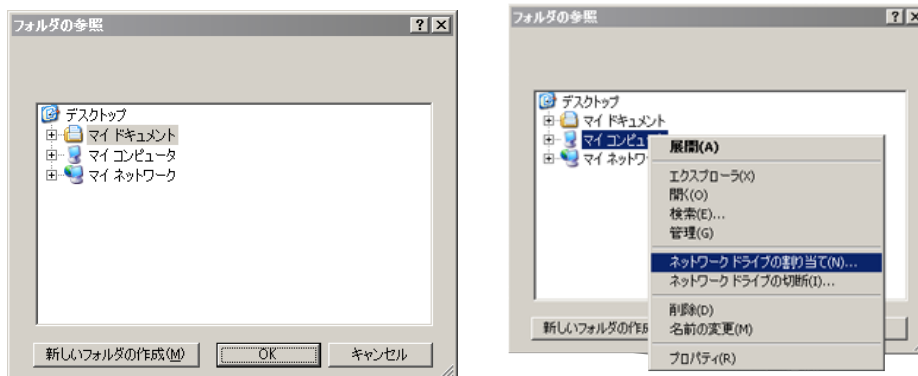 フォルダの参照
デスクトップ
マイ ドキュメント
マイ コンピュータ
マイ ネットワーク
新しいフォルダの作成(M)
OK
キャンセル
フォルダの参照
デスクトップ
マイ ドキュメント
マイ コンピュ
マイ ネットワ
新しいフォルダの作
展開(A)
エクスプローラ(X)
開く(O)
検索(E)...
管理(G)
ネットワーク ドライブの割り当て(N)...
ネットワーク ドライブの切断(I)...
削除(D)
名前の変更(M)
プロパティ(R)